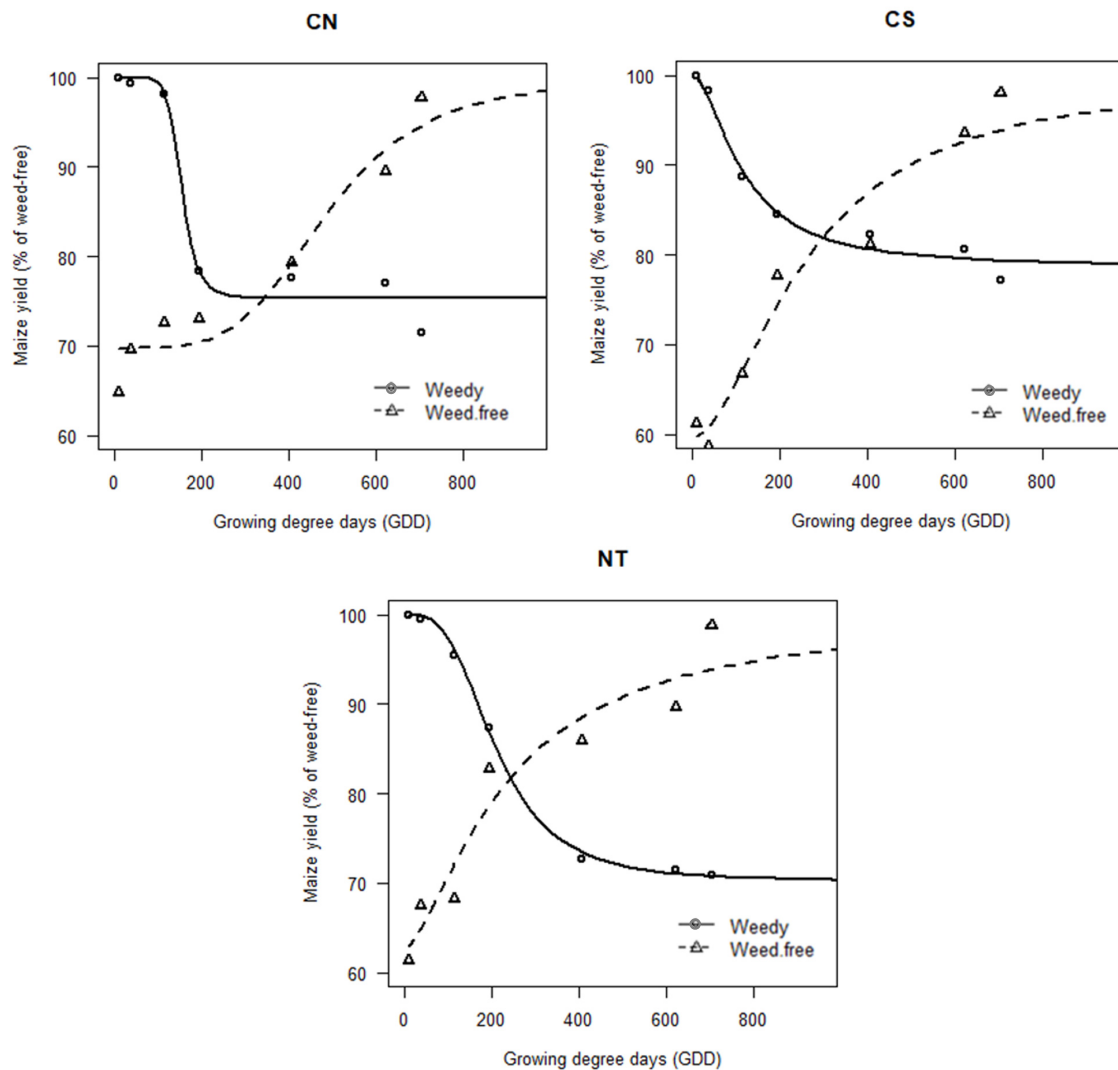 CN
Maize yield (% of weed-free)
100
90
80
70
60
Weedy
Weed.free
0 200 400 600 800
Growing degree days (GDD)
CS
Maize yield (% of weed-free)
100
90
80
70
60
Weedy
Weed.free
0 200 400 600 800
Growing degree days (GDD)
NT
Maize yield (% of weed-free)
100
90
80
70
60
Weedy
Weed.free
0 200 400 600 800
Growing degree days (GDD)